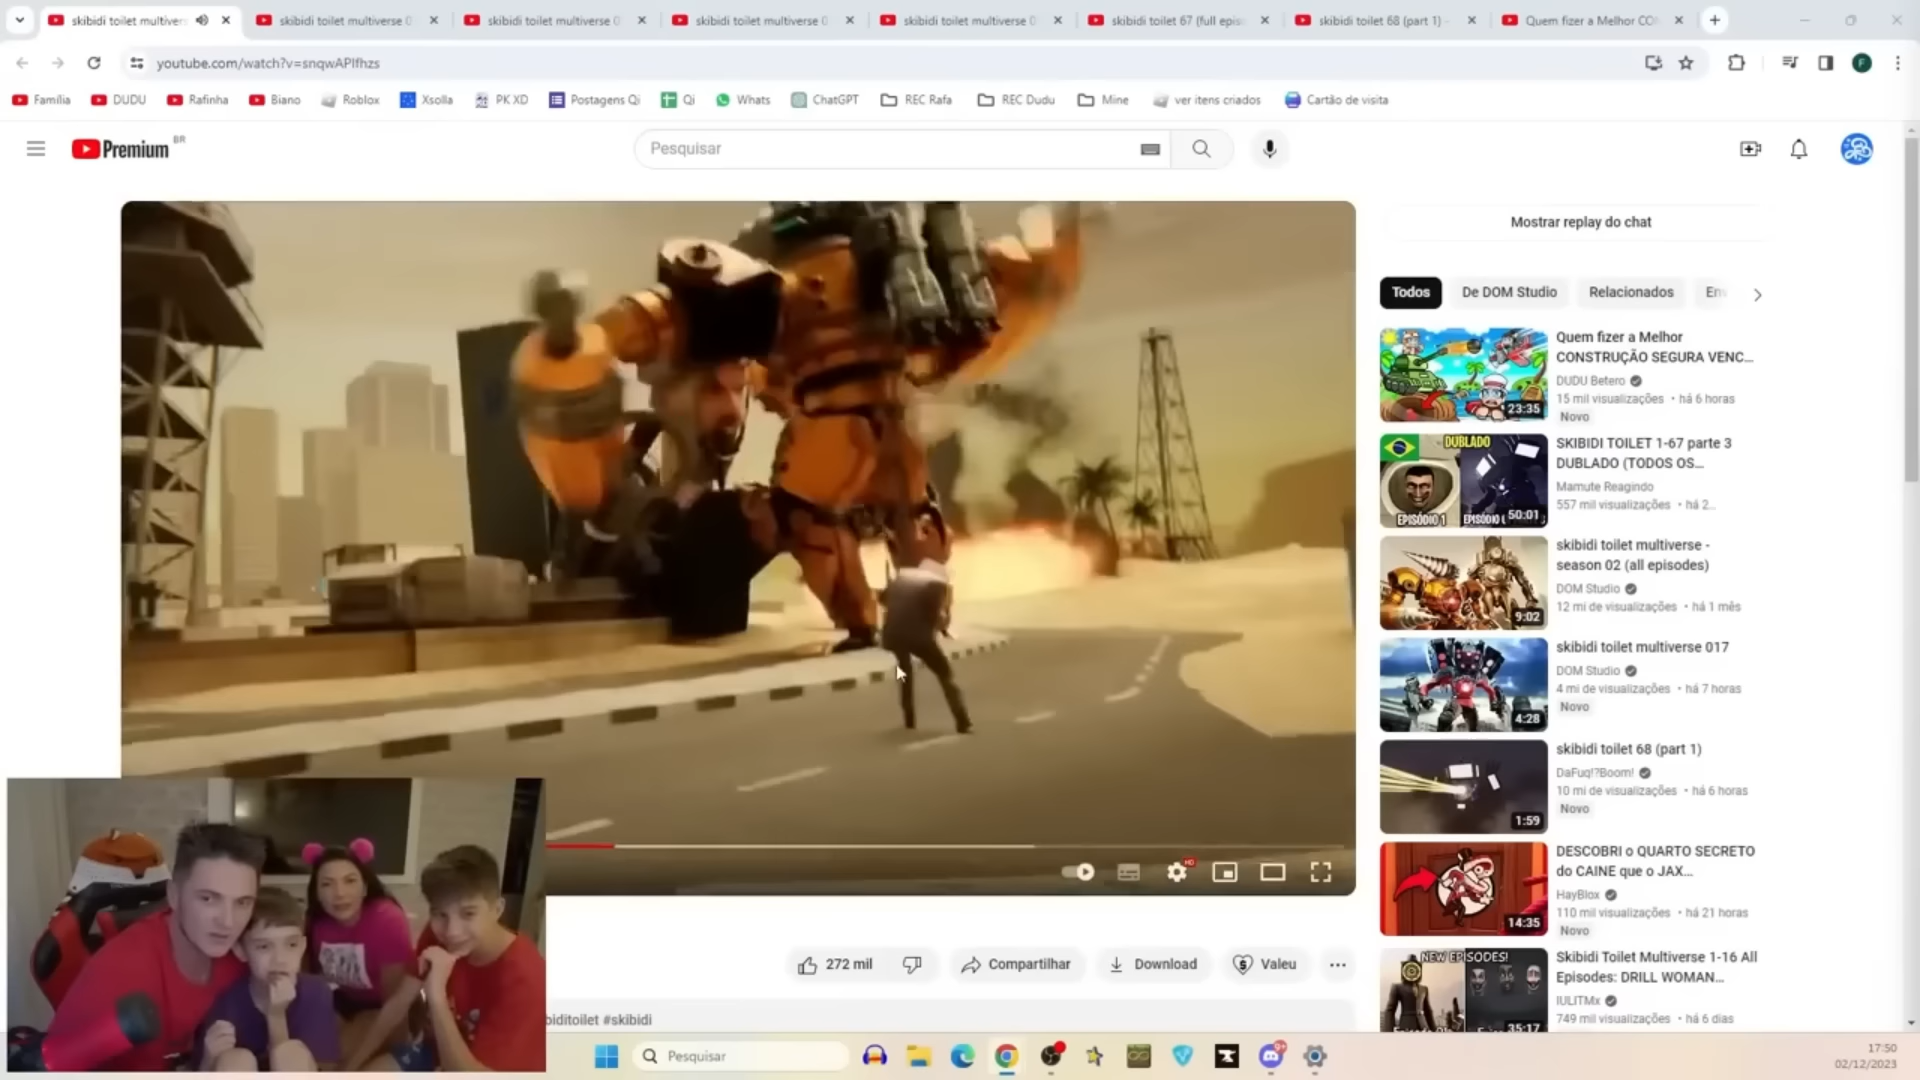 skibidi toilet multivers
skibidi toilet multiverse 0
skibidi toilet multiverse 0
skibidi toilet multiverse 0
skibidi toilet multiverse 0
skibidi toilet 67 (full epis
skibidi toilet 68 (part 1) -
Quem fizer a Melhor CON
youtube.com/watch?v=snqwAPlfhzs
F
Família
DUDU
Rafinha
Biano
Roblox
Xsolla
PK XD
Postagens Qi
Qi
Whats
ChatGPT
REC Rafa
REC Dudu
Mine
ver itens criados
Cartão de visita
Premium
BR
Pesquisar
Mostrar replay do chat
Todos
De DOM Studio
Relacionados
Env
Quem fizer a Melhor
CONSTRUÇÃO SEGURA VENC...
DUDU Betero
15 mil visualizações • há 6 horas
Novo
23:35
SKIBIDI TOILET 1-67 parte 3
DUBLADO (TODOS OS...
Mamute Reagindo
557 mil visualizações • há 2...
DUBLADO
EPISÓDIO 1
50:01
skibidi toilet multiverse -
season 02 (all episodes)
DOM Studio
12 mi de visualizações • há 1 mês
9:02
skibidi toilet multiverse 017
DOM Studio
4 mi de visualizações • há 7 horas
Novo
4:28
skibidi toilet 68 (part 1)
DaFuq!?Boom!
10 mi de visualizações • há 6 horas
Novo
1:59
DESCOBRI o QUARTO SECRETO
do CAINE que o JAX...
HayBlox
110 mil visualizações • há 21 horas
Novo
14:35
Skibidi Toilet Multiverse 1-16 All
Episodes: DRILL WOMAN...
IULITMx
749 mil visualizações • há 6 dias
NEW EPISODES!
35:17
HD
272 mil
Compartilhar
Download
Valeu
biditoilet #skibidi
Pesquisar
9+
17:50
02/12/2023